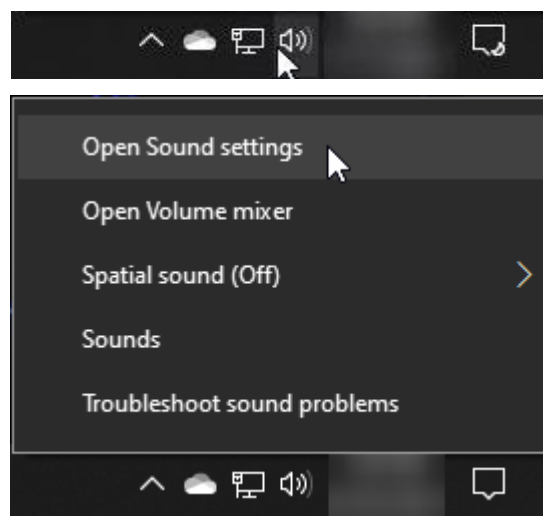 Open Sound settings
Open Volume mixer
Spatial sound (Off)
Sounds
Troubleshoot sound problems